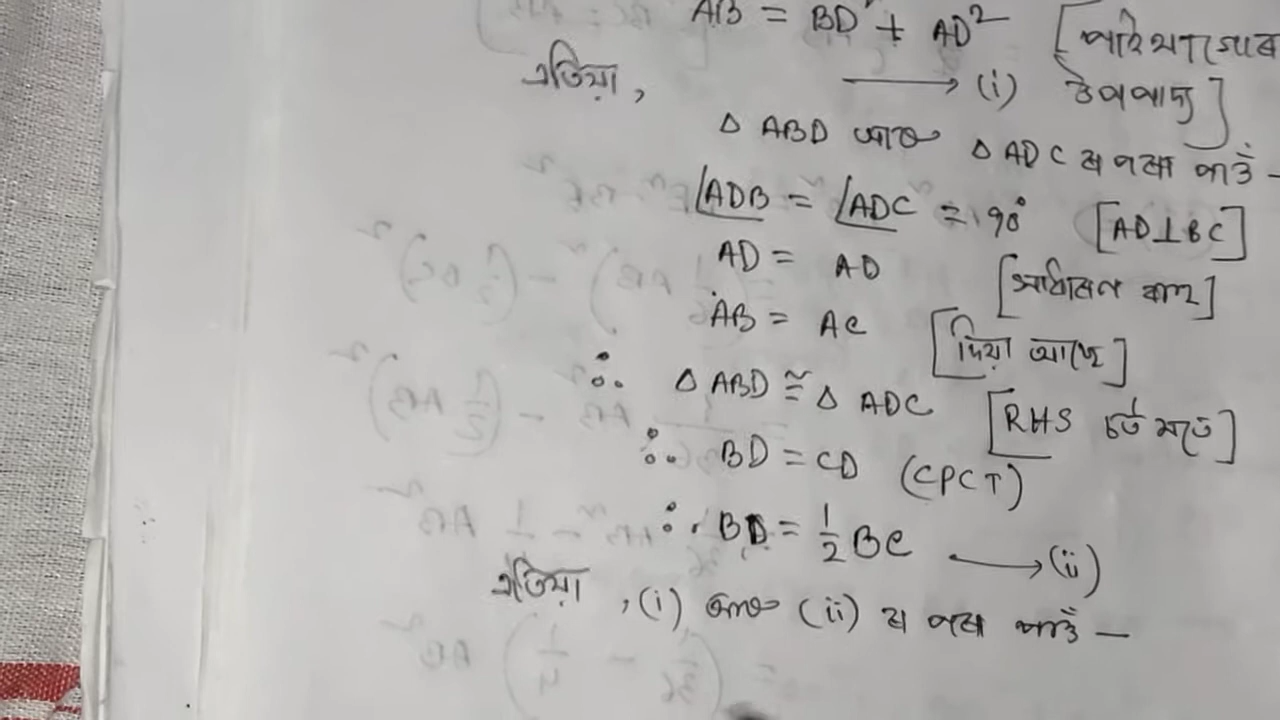 AB = BD² + AD² [পাইথাগোৰাছ
এতিয়া, ⟶ (i) উপপাদ্য]
Δ ABD আৰু Δ ADC ৰ পৰা পাওঁ -
∠ADB = ∠ADC = 90° [AD⊥BC]
AD = AD [সাধাৰণ বাহু]
AB = AC [দিয়া আছে]
∴ Δ ABD ≅ Δ ADC [RHS চৰ্ত মতে]
∴ BD = CD (CPCT)
∴ BD = 1/2 BC ⟶ (ii)
এতিয়া, (i) আৰু (ii) ৰ পৰা পাওঁ —